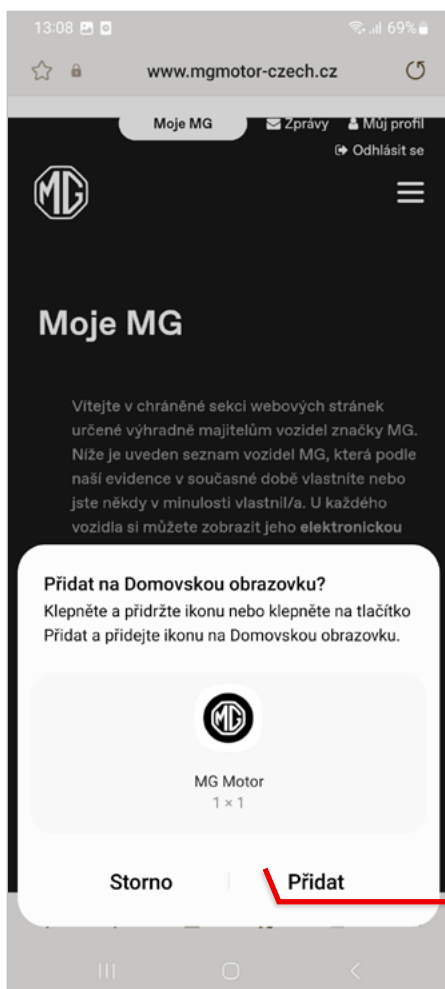 13:08 69%
www.mgmotor-czech.cz
Moje MG Zprávy Můj profil
Odhlásit se
MG
Moje MG
Vítejte v chráněné sekci webových stránek
určené výhradně majitelům vozidel značky MG.
Níže je uveden seznam vozidel MG, která podle
naší evidence v současné době vlastníte nebo
jste někdy v minulosti vlastnil/a. U každého
vozidla si můžete zobrazit jeho elektronickou
Přidat na Domovskou obrazovku?
Klepněte a přidržte ikonu nebo klepněte na tlačítko
Přidat a přidejte ikonu na Domovskou obrazovku.
MG
MG Motor
1 × 1
Storno Přidat